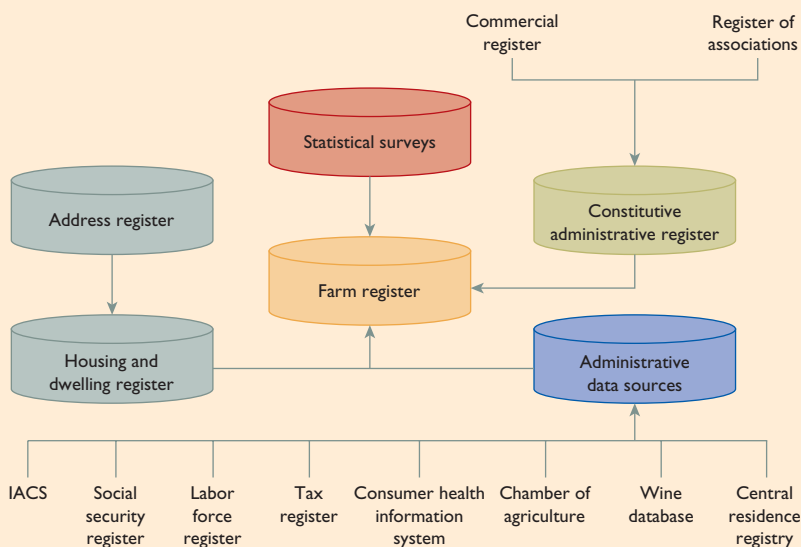 Commercial
register
Register of
associations
Statistical surveys
Address register
Constitutive
administrative register
Farm register
Housing and
dwelling register
Administrative
data sources
IACS
Social
security
register
Labor
force
register
Tax
register
Consumer health
information
system
Chamber of
agriculture
Wine
database
Central
residence
registry